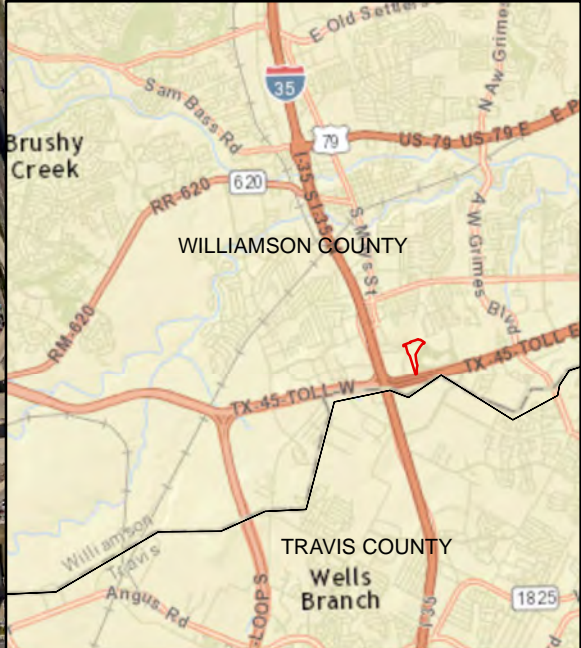 E Old Settlers
N Aw Grimes
35
Sam Bass Rd
79
US-79 US-79 E
E P
Brushy
Creek
620
RR-620
I-35 S I-35
S Mays St
A W Grimes Blvd
WILLIAMSON COUNTY
RM-620
TX-45-TOLL E
TX-45-TOLL W
Williamson
Travis
TRAVIS COUNTY
Wells
Branch
1825
Angus Rd
LOOP S
I 35